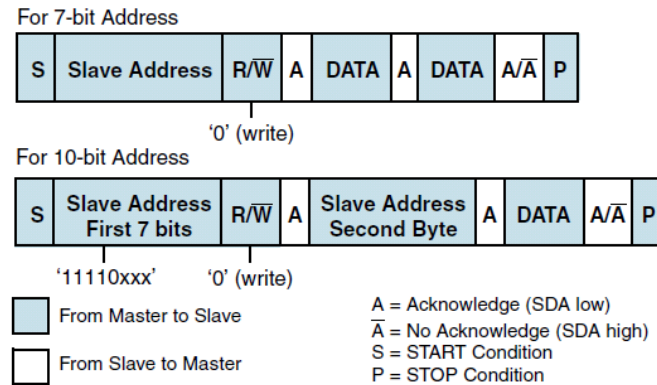 For 7-bit Address
S Slave Address R/W̅ A DATA A DATA A/A̅ P
'0' (write)
For 10-bit Address
S Slave Address First 7 bits R/W̅ A Slave Address Second Byte A DATA A/A̅ P
'11110xxx' '0' (write)
From Master to Slave
From Slave to Master
A = Acknowledge (SDA low)
A̅ = No Acknowledge (SDA high)
S = START Condition
P = STOP Condition